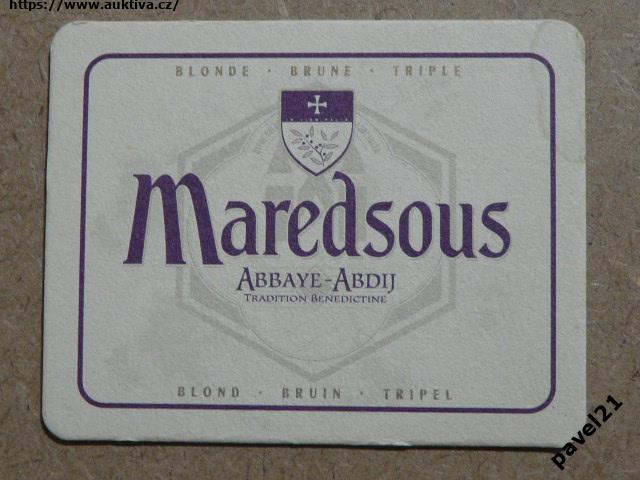 https://www.auktiva.cz/
BLONDE · BRUNE · TRIPLE
Maredsous
ABBAYE-ABDIJ
TRADITION BENEDICTINE
BLOND · BRUIN · TRIPEL
pavel21